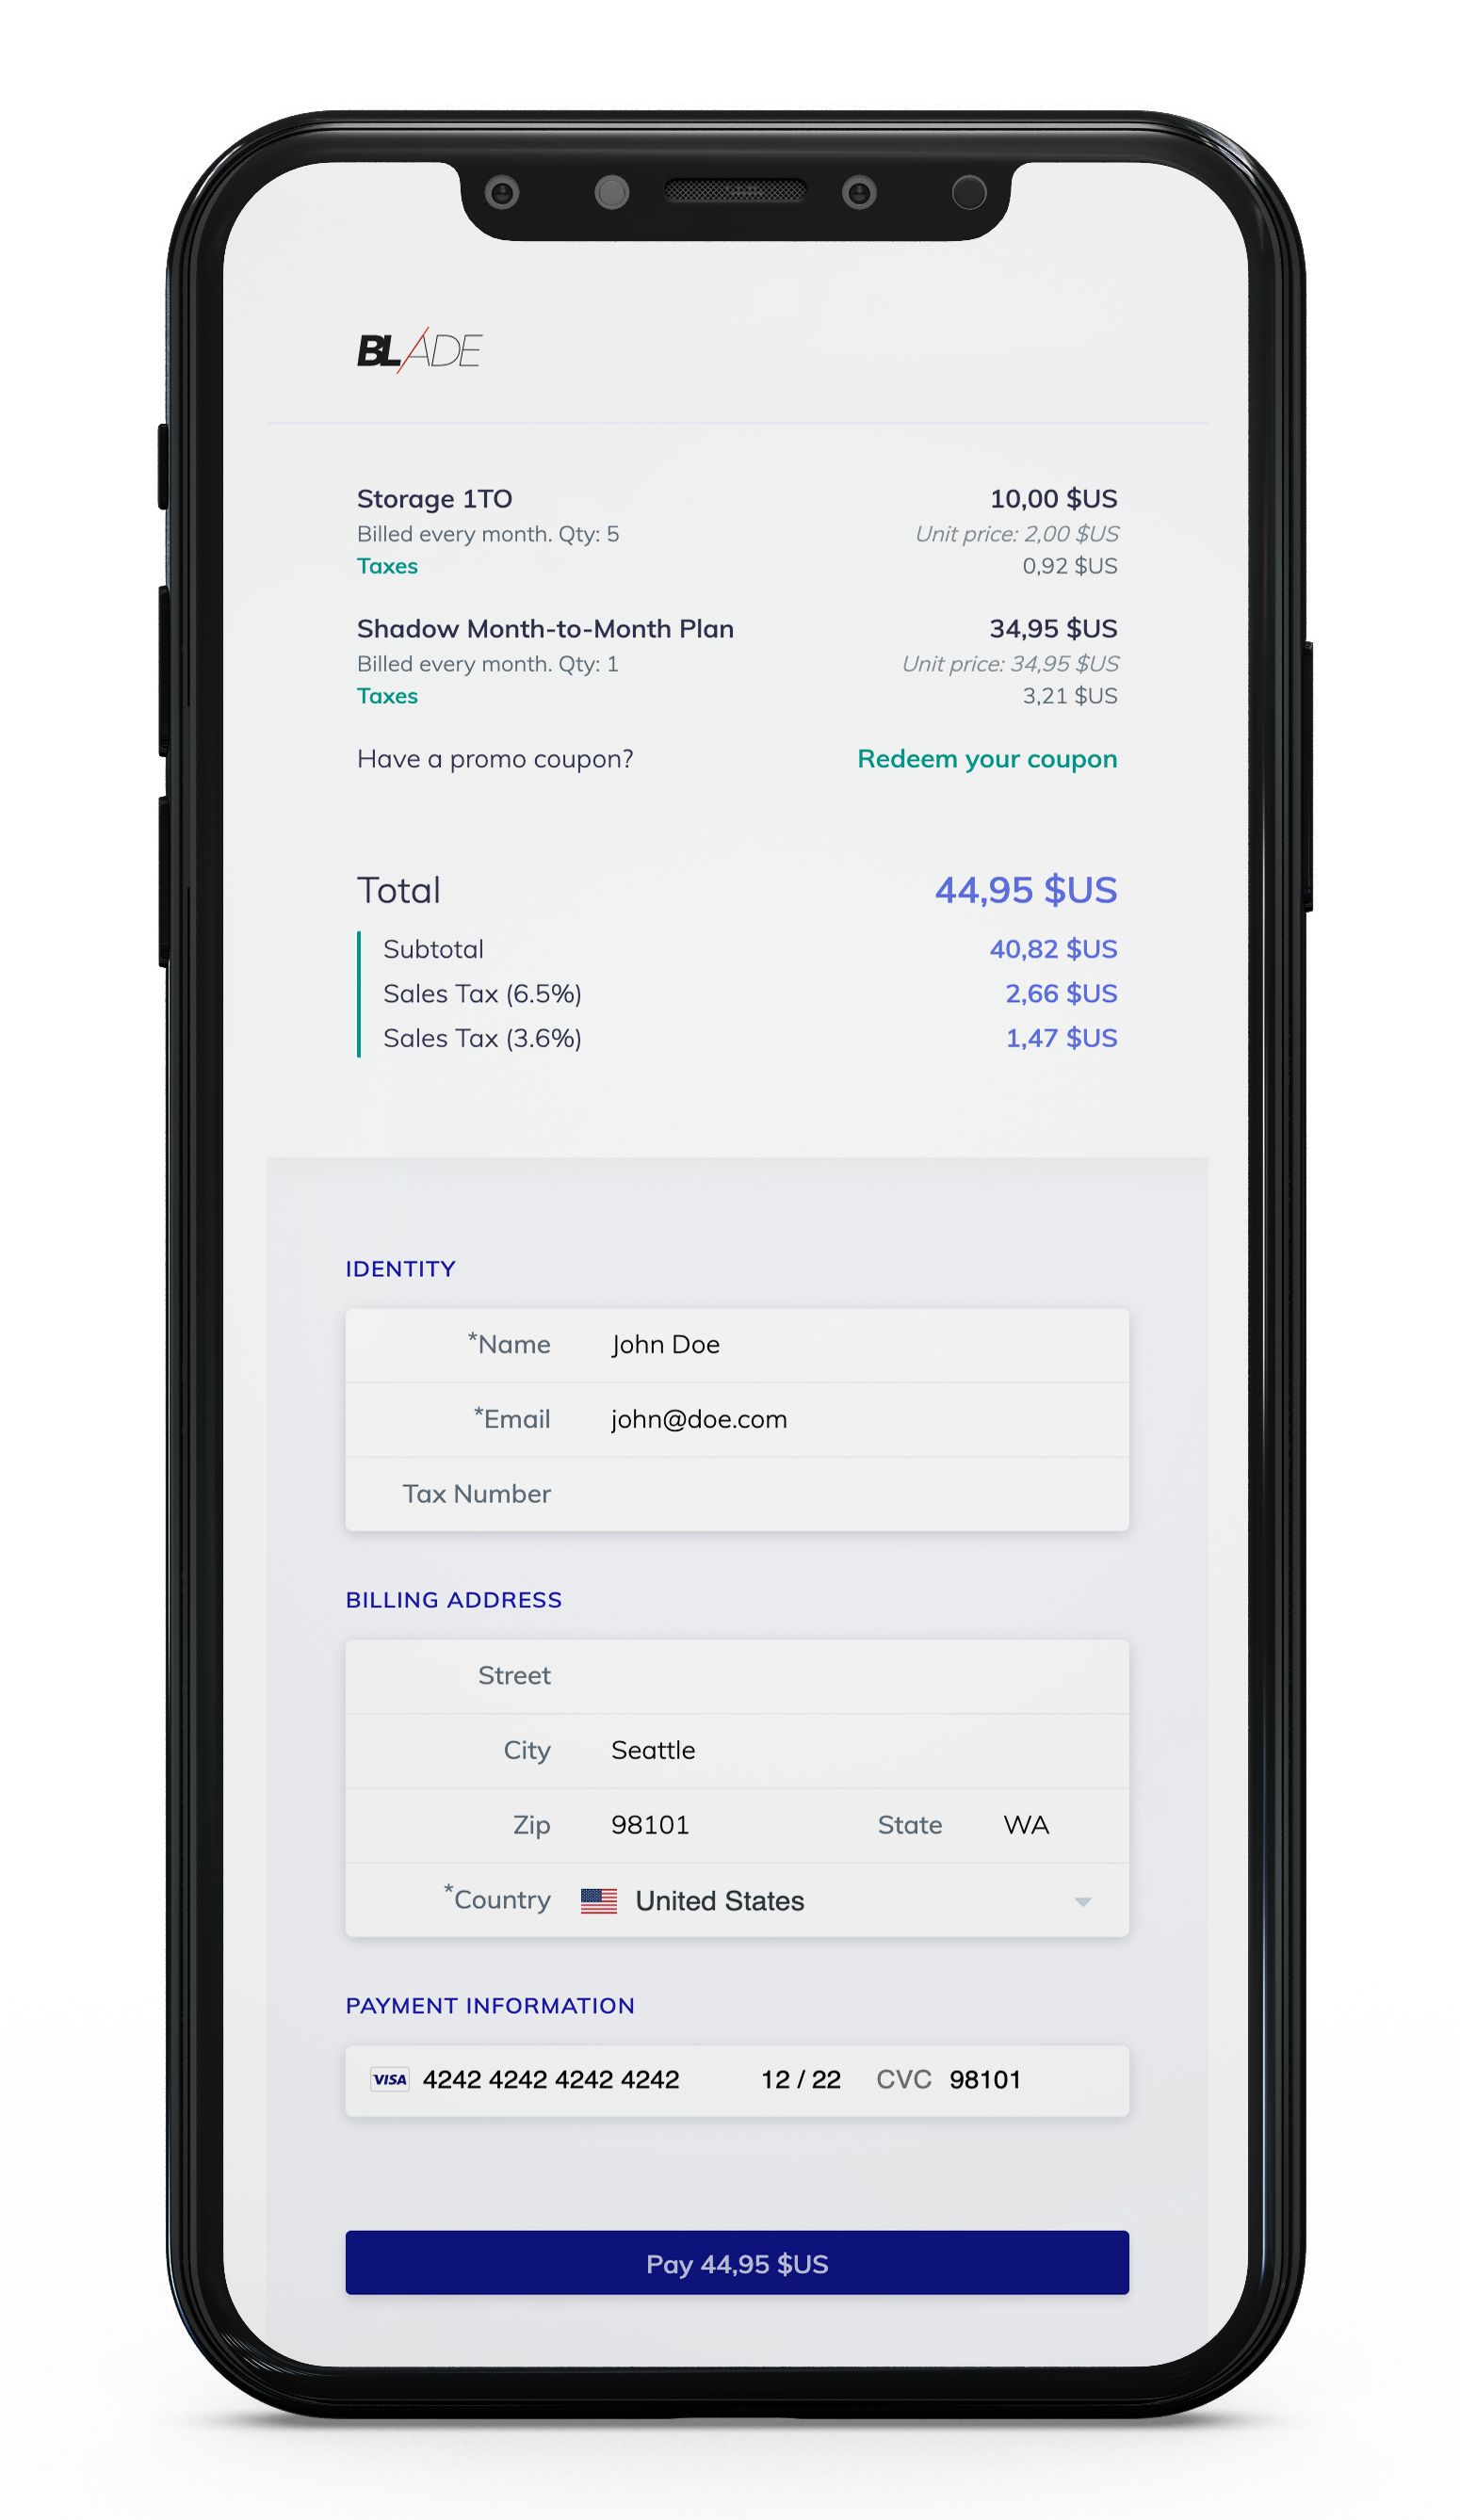 BLADE
Storage 1TO 10,00 $US
Billed every month. Qty: 5 Unit price: 2,00 $US
Taxes 0,92 $US
Shadow Month-to-Month Plan 34,95 $US
Billed every month. Qty: 1 Unit price: 34,95 $US
Taxes 3,21 $US
Have a promo coupon? Redeem your coupon
Total 44,95 $US
Subtotal 40,82 $US
Sales Tax (6.5%) 2,66 $US
Sales Tax (3.6%) 1,47 $US
IDENTITY
*Name John Doe
*Email john@doe.com
Tax Number
BILLING ADDRESS
Street
City Seattle
Zip 98101 State WA
*Country United States
PAYMENT INFORMATION
VISA 4242 4242 4242 4242 12 / 22 CVC 98101
Pay 44,95 $US